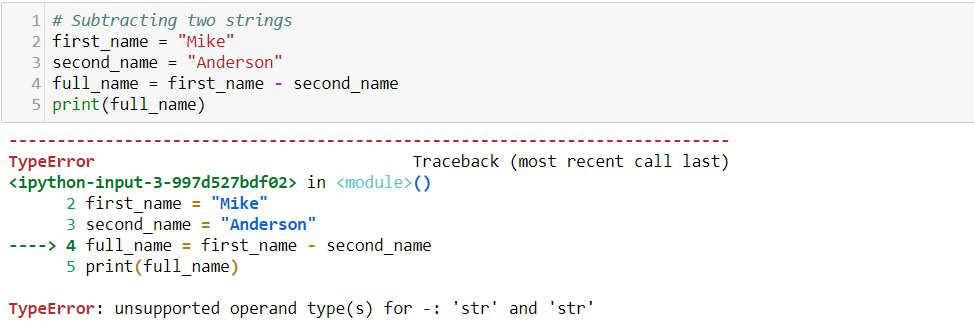 1 # Subtracting two strings
2 first_name = "Mike"
3 second_name = "Anderson"
4 full_name = first_name - second_name
5 print(full_name)
---------------------------------------------------------------------------
TypeError                                 Traceback (most recent call last)
<ipython-input-3-997d527bdf02> in <module>()
      2 first_name = "Mike"
      3 second_name = "Anderson"
----> 4 full_name = first_name - second_name
      5 print(full_name)
TypeError: unsupported operand type(s) for -: 'str' and 'str'